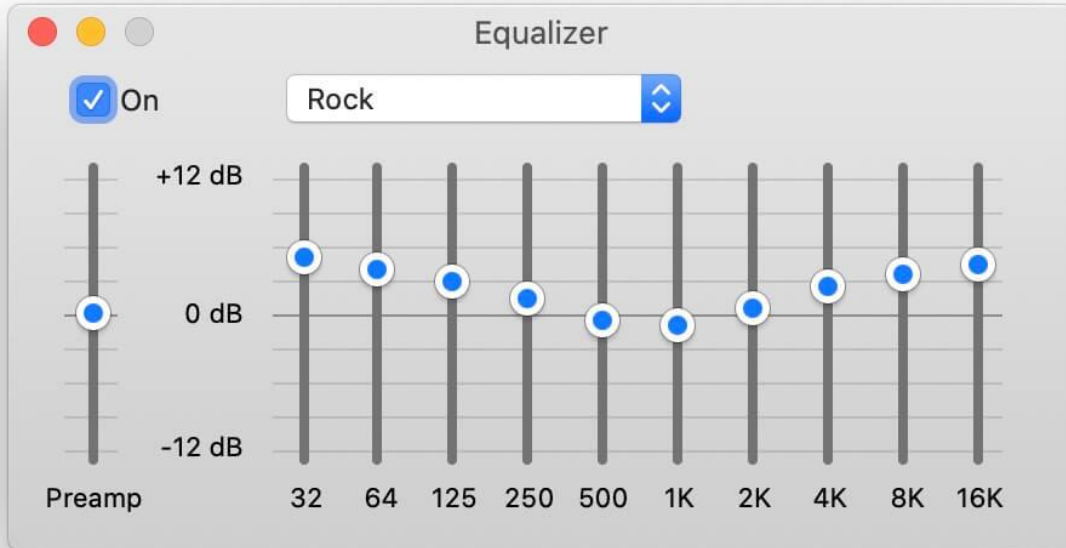 Equalizer
On
Rock
+12 dB
0 dB
-12 dB
Preamp 32 64 125 250 500 1K 2K 4K 8K 16K